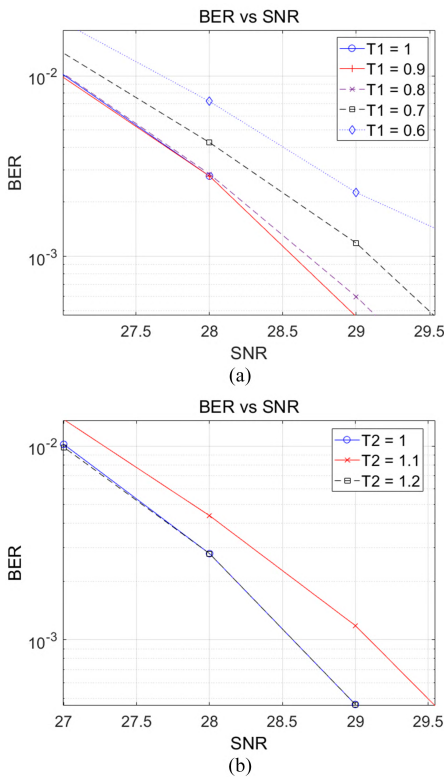 BER vs SNR
T1 = 1
T1 = 0.9
T1 = 0.8
T1 = 0.7
T1 = 0.6
10-2
10-3
BER
27.5 28 28.5 29 29.5
SNR
(a)
BER vs SNR
T2 = 1
T2 = 1.1
T2 = 1.2
10-2
10-3
BER
27 27.5 28 28.5 29 29.5
SNR
(b)